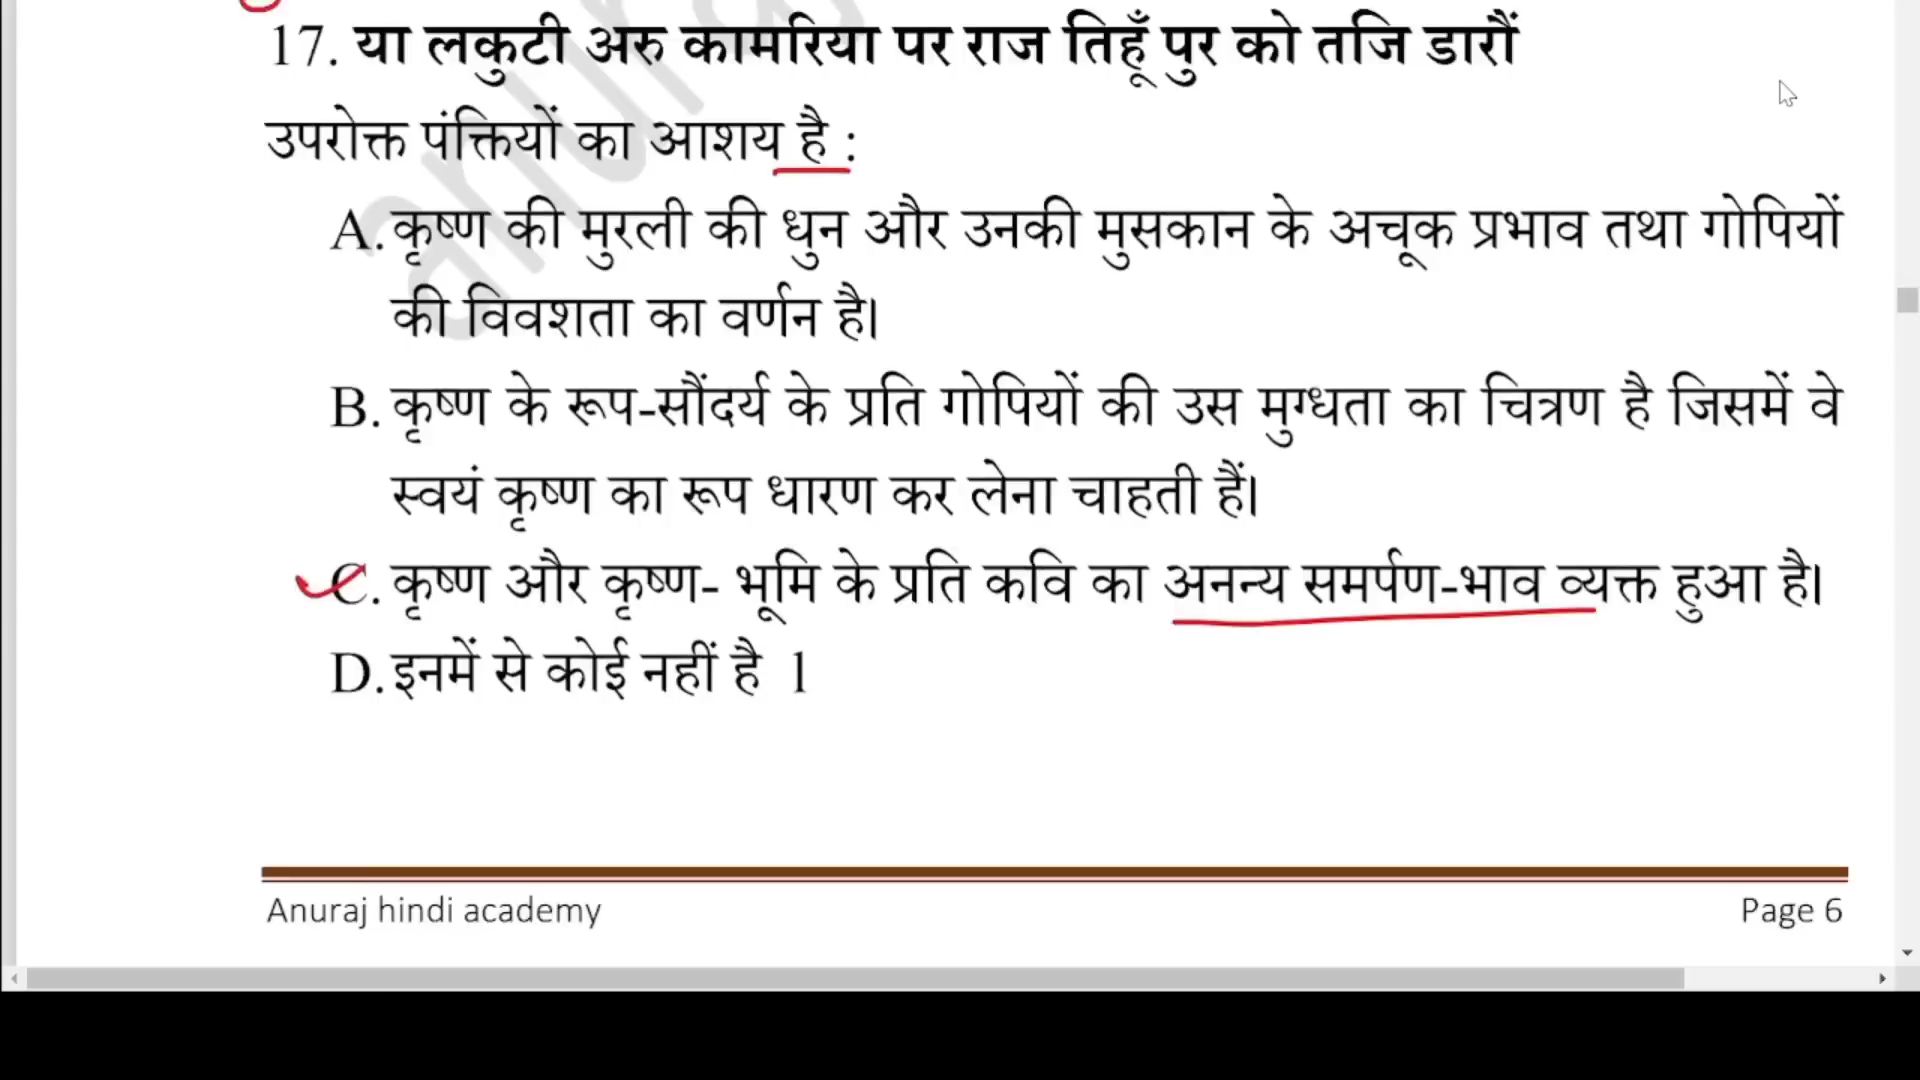 17. या लकुटी अरु कामरिया पर राज तिहूँ पुर को तजि डारौं
उपरोक्त पंक्तियों का आशय है :
A. कृष्ण की मुरली की धुन और उनकी मुसकान के अचूक प्रभाव तथा गोपियों
की विवशता का वर्णन है।
B. कृष्ण के रूप-सौंदर्य के प्रति गोपियों की उस मुग्धता का चित्रण है जिसमें वे
स्वयं कृष्ण का रूप धारण कर लेना चाहती हैं।
C. कृष्ण और कृष्ण- भूमि के प्रति कवि का अनन्य समर्पण-भाव व्यक्त हुआ है।
D. इनमें से कोई नहीं है 1
Anuraj hindi academy
Page 6